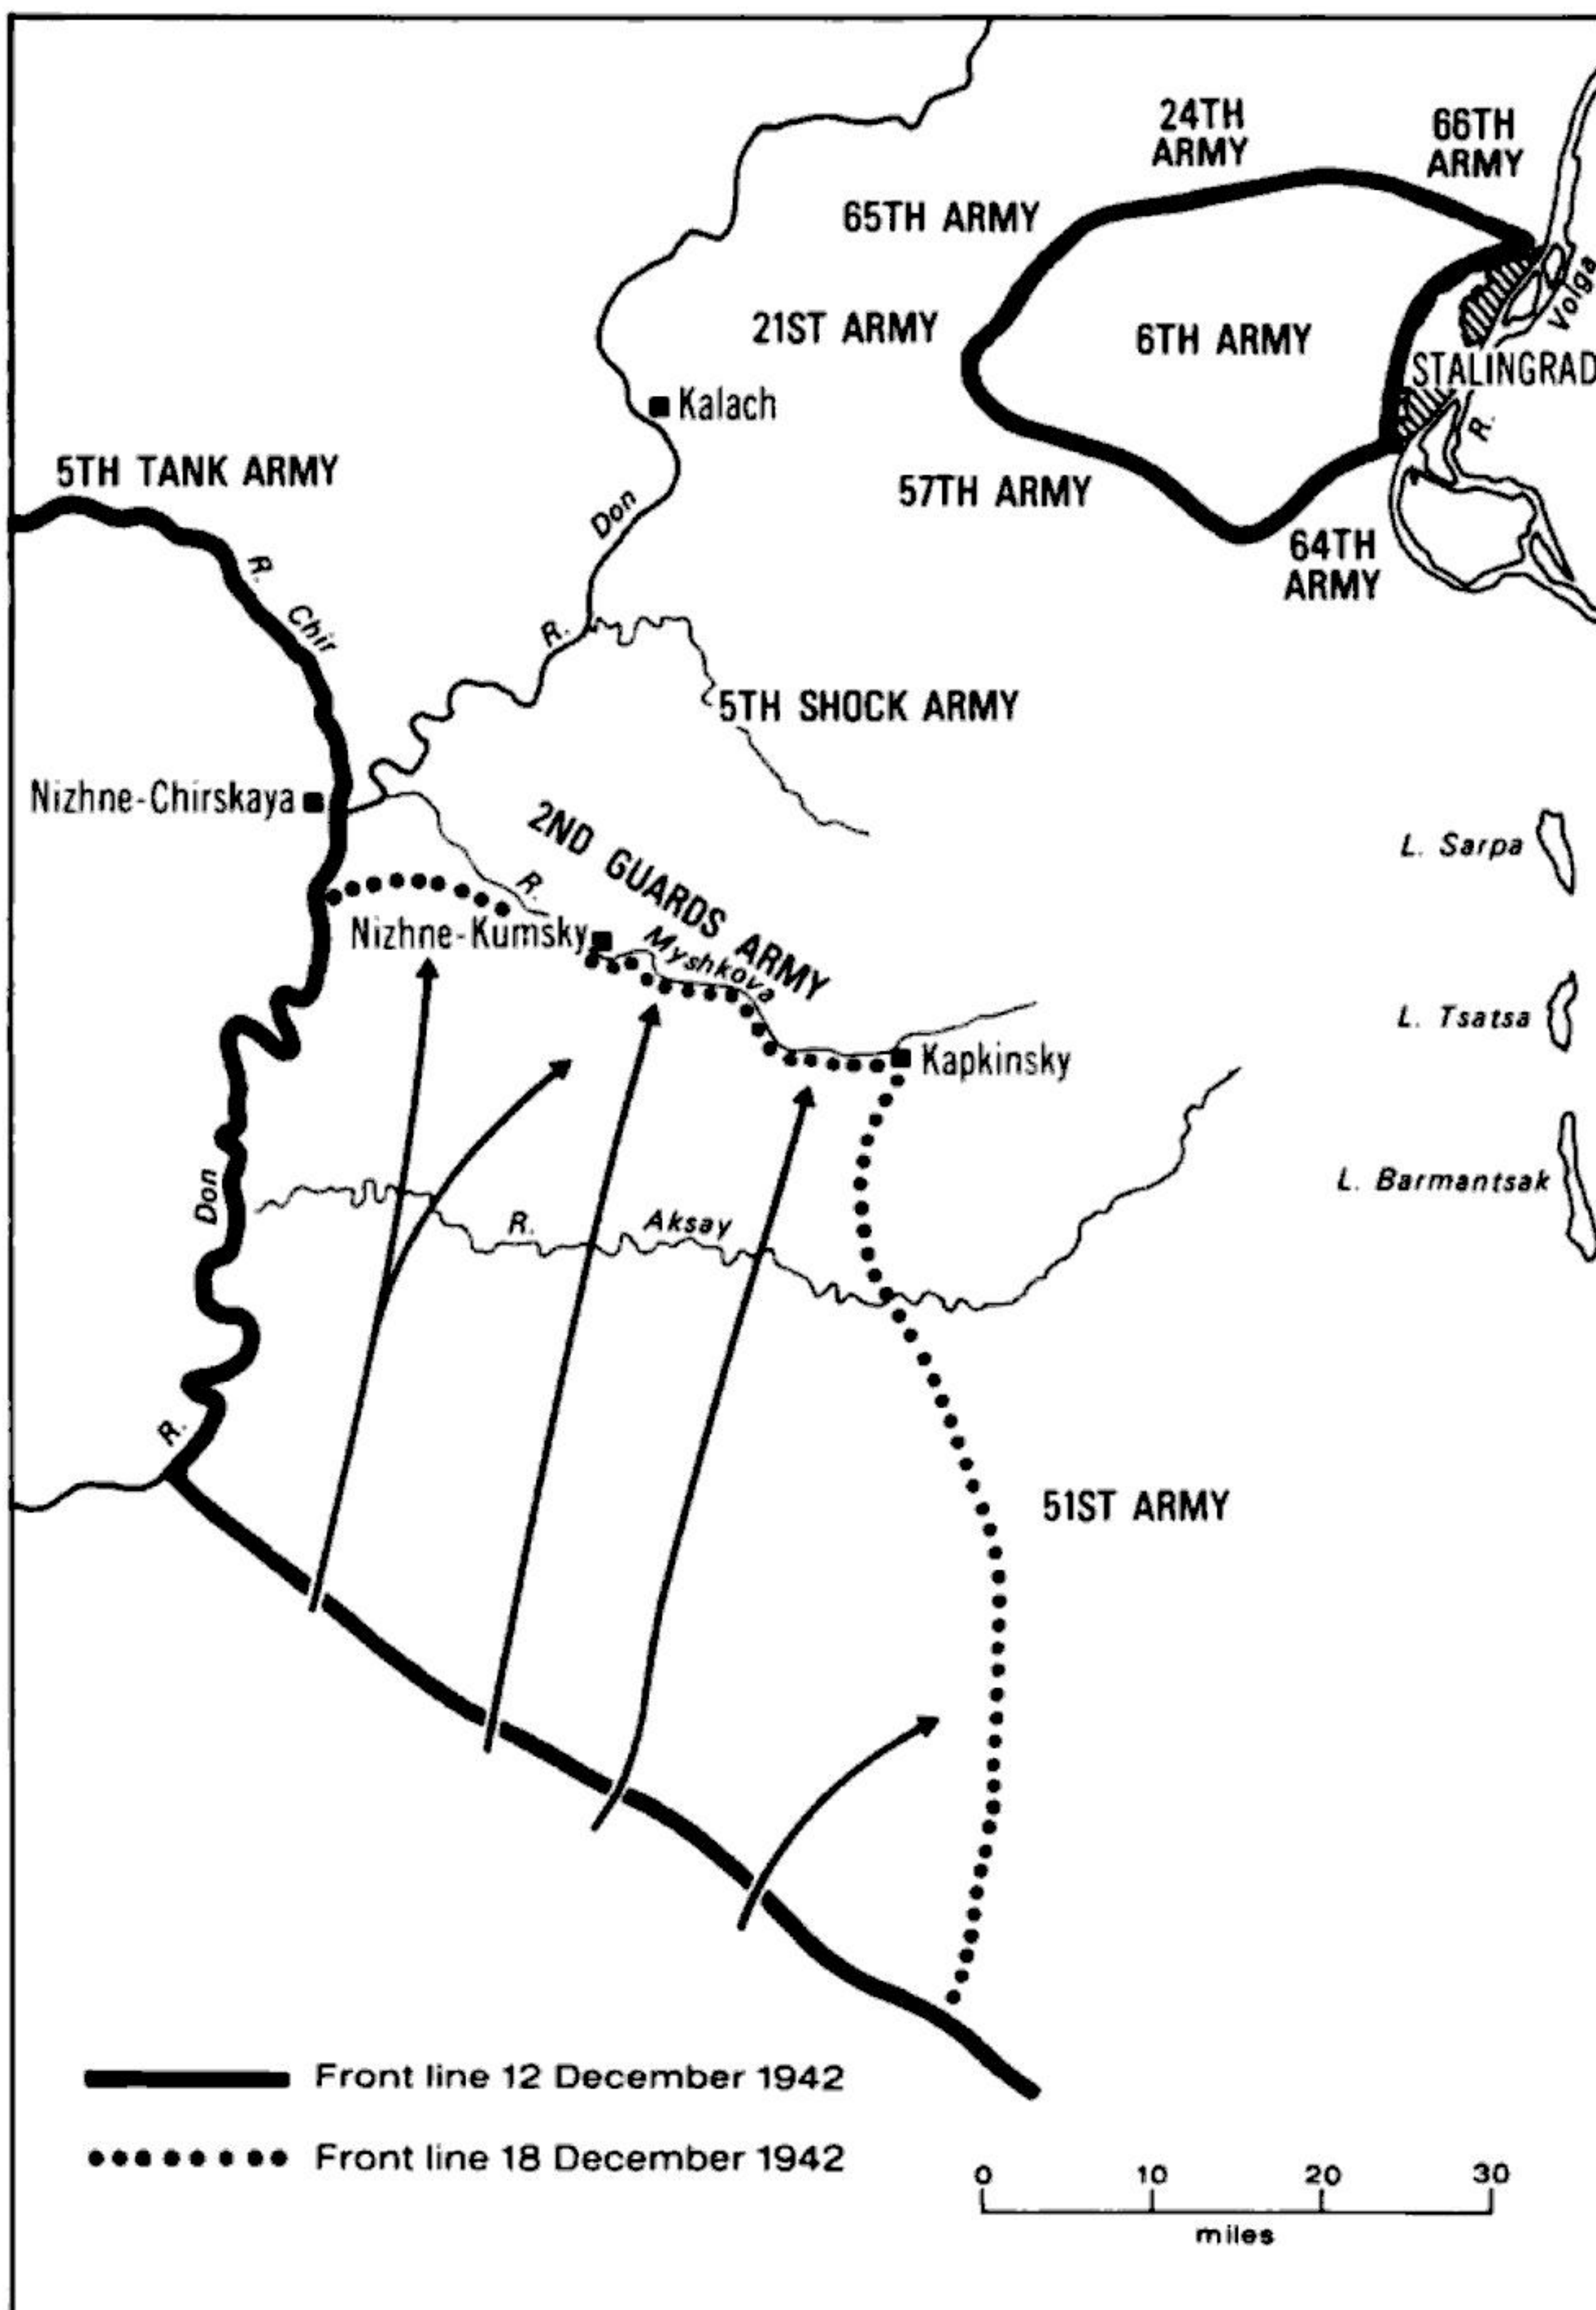 24TH
ARMY
66TH
ARMY
65TH ARMY
Volga
21ST ARMY
6TH ARMY
STALINGRAD
R.
Kalach
5TH TANK ARMY
57TH ARMY
Don
64TH
ARMY
R.
Chir
R.
5TH SHOCK ARMY
Nizhne-Chirskaya
2ND GUARDS ARMY
L. Sarpa
R.
Nizhne-Kumsky
Myshkova
L. Tsatsa
Kapkinsky
Don
L. Barmantsak
R. Aksay
R.
51ST ARMY
Front line 12 December 1942
Front line 18 December 1942
0 10 20 30
miles